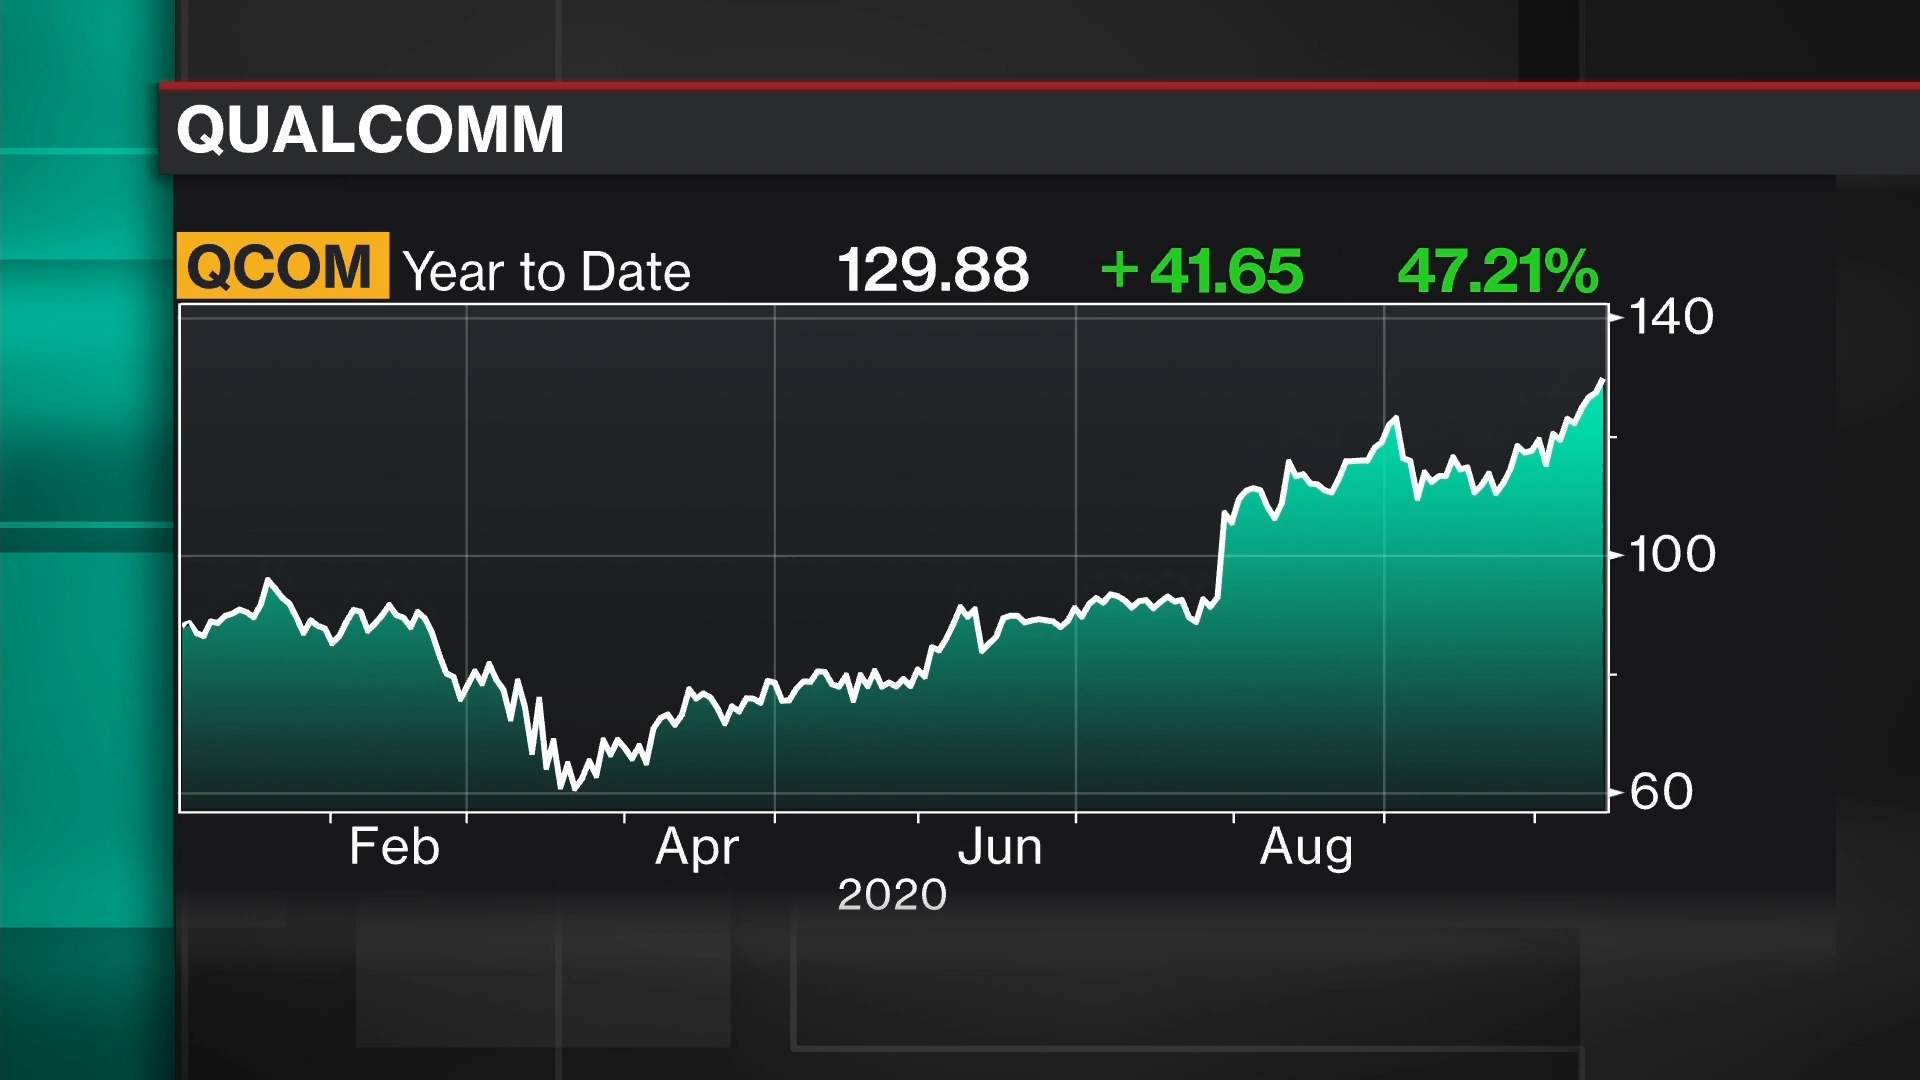 QUALCOMM
QCOM Year to Date 129.88 +41.65 47.21%
140
100
60
Feb Apr Jun Aug
2020